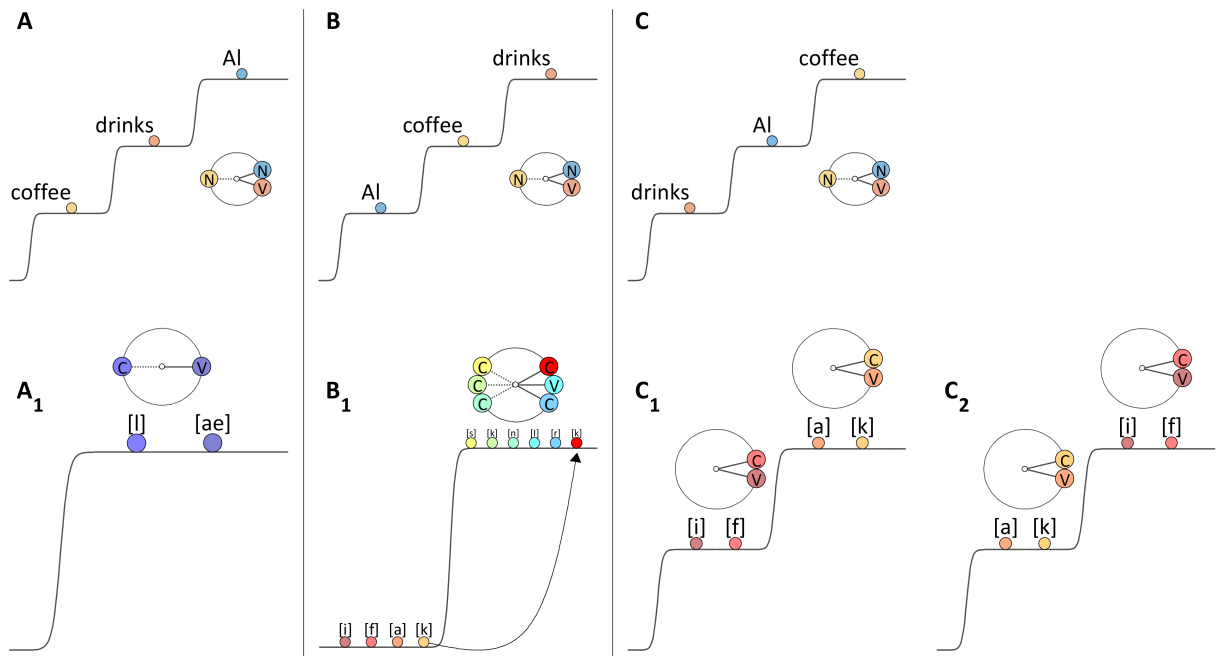 A
Al
drinks
coffee
N
N
V
B
drinks
coffee
Al
N
N
V
C
coffee
Al
drinks
N
N
V
A1
C
V
[l] [ae]
B1
C
C
C
C
V
C
[s] [k] [n] [l] [r] [k]
[i] [f] [a] [k]
C1
C
V
[a] [k]
C
V
[i] [f]
C2
C
V
[i] [f]
C
V
[a] [k]